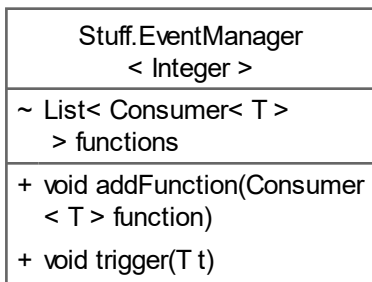 Stuff.EventManager
< Integer >
~ List< Consumer< T >
> functions
+ void addFunction(Consumer
< T > function)
+ void trigger(T t)